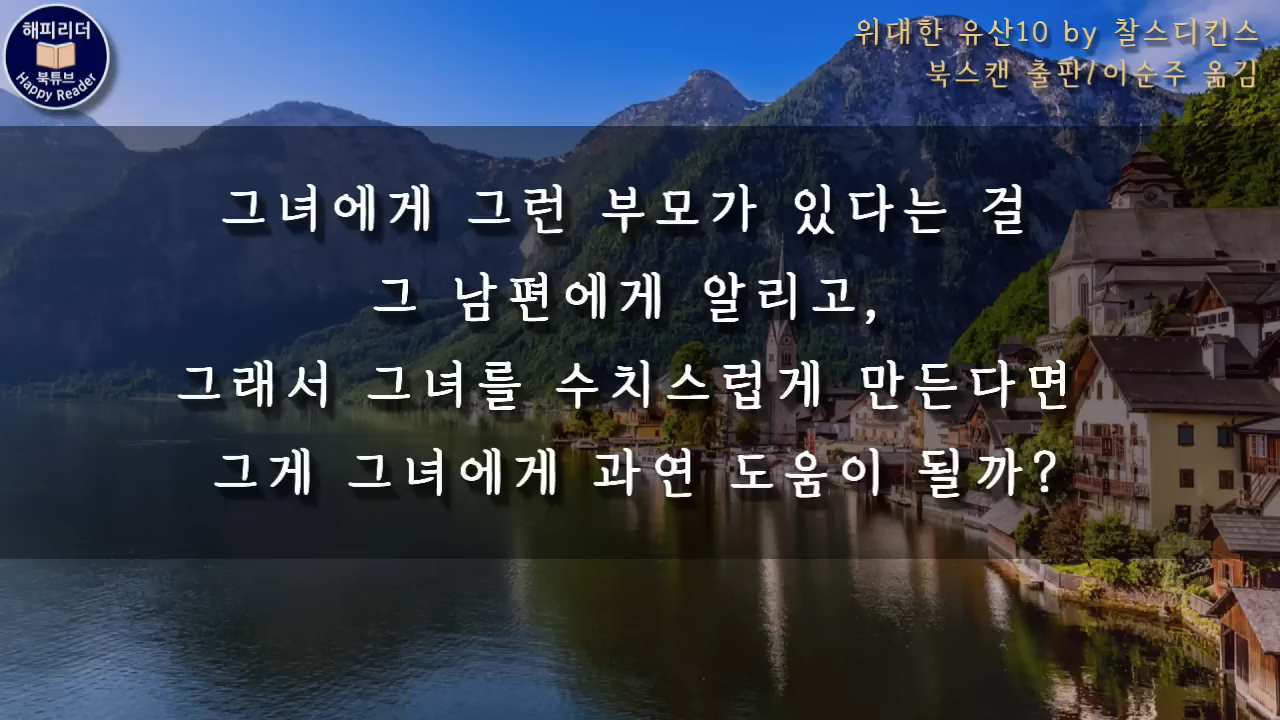 해피리더
북튜브
Happy Reader
위대한 유산10 by 찰스디킨스
북스캔 출판/이순주 옮김
그녀에게 그런 부모가 있다는 걸
그 남편에게 알리고,
그래서 그녀를 수치스럽게 만든다면
그게 그녀에게 과연 도움이 될까?